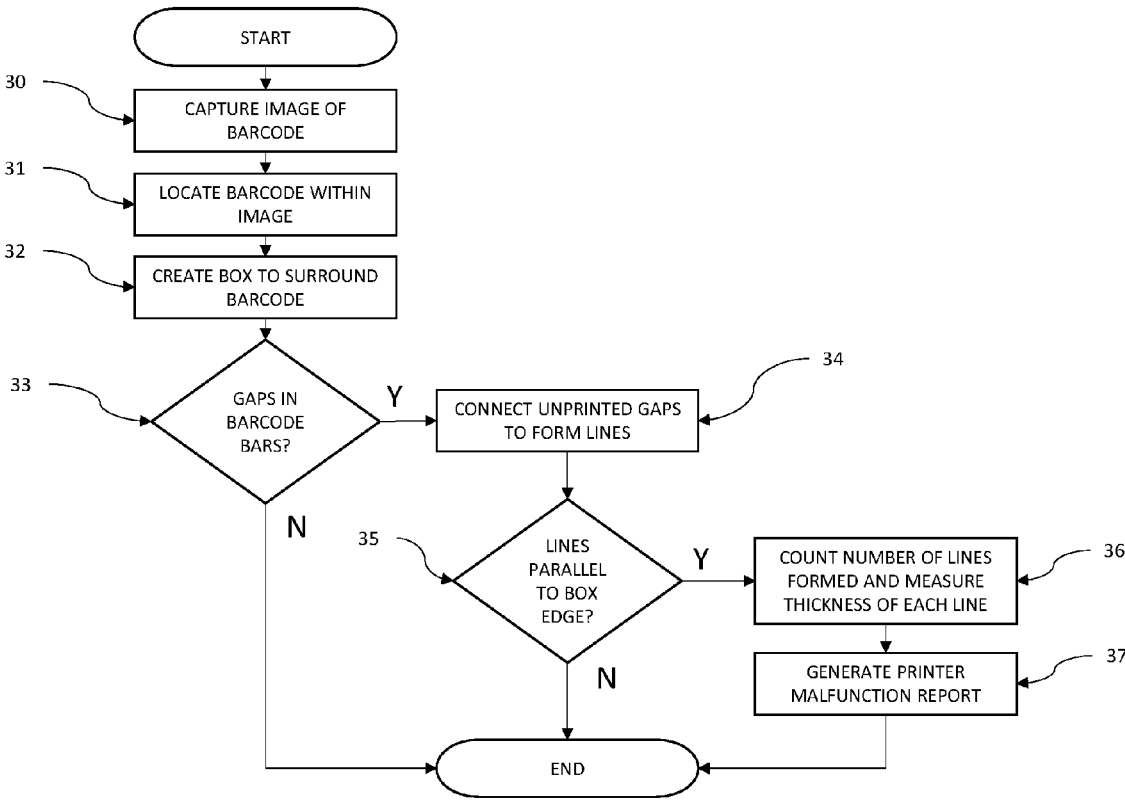 START
30
CAPTURE IMAGE OF
BARCODE
31
LOCATE BARCODE WITHIN
IMAGE
32
CREATE BOX TO SURROUND
BARCODE
33
GAPS IN
BARCODE
BARS?
Y
N
34
CONNECT UNPRINTED GAPS
TO FORM LINES
35
LINES
PARALLEL
TO BOX
EDGE?
Y
N
36
COUNT NUMBER OF LINES
FORMED AND MEASURE
THICKNESS OF EACH LINE
37
GENERATE PRINTER
MALFUNCTION REPORT
END